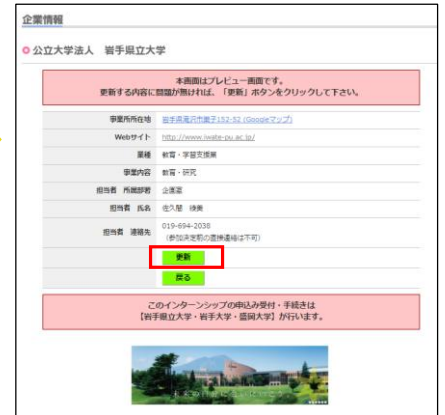 企業情報
公立大学法人 岩手県立大学
本画面はプレビュー画面です。
更新する内容に問題が無ければ、「更新」ボタンをクリックして下さい。
事業所所在地 岩手県滝沢市巣子152-52 (Googleマップ)
Webサイト http://www.iwate-pu.ac.jp/
業種 教育・学習支援業
事業内容 教育・研究
担当者 所属部署 企画室
担当者 氏名 佐久間
担当者 連絡先 019-694-2038
(参加決定前の直接連絡は不可)
更新
戻る
このインターンシップの申込み受付・手続きは
【岩手県立大学・岩手大学・盛岡大学】が行います。